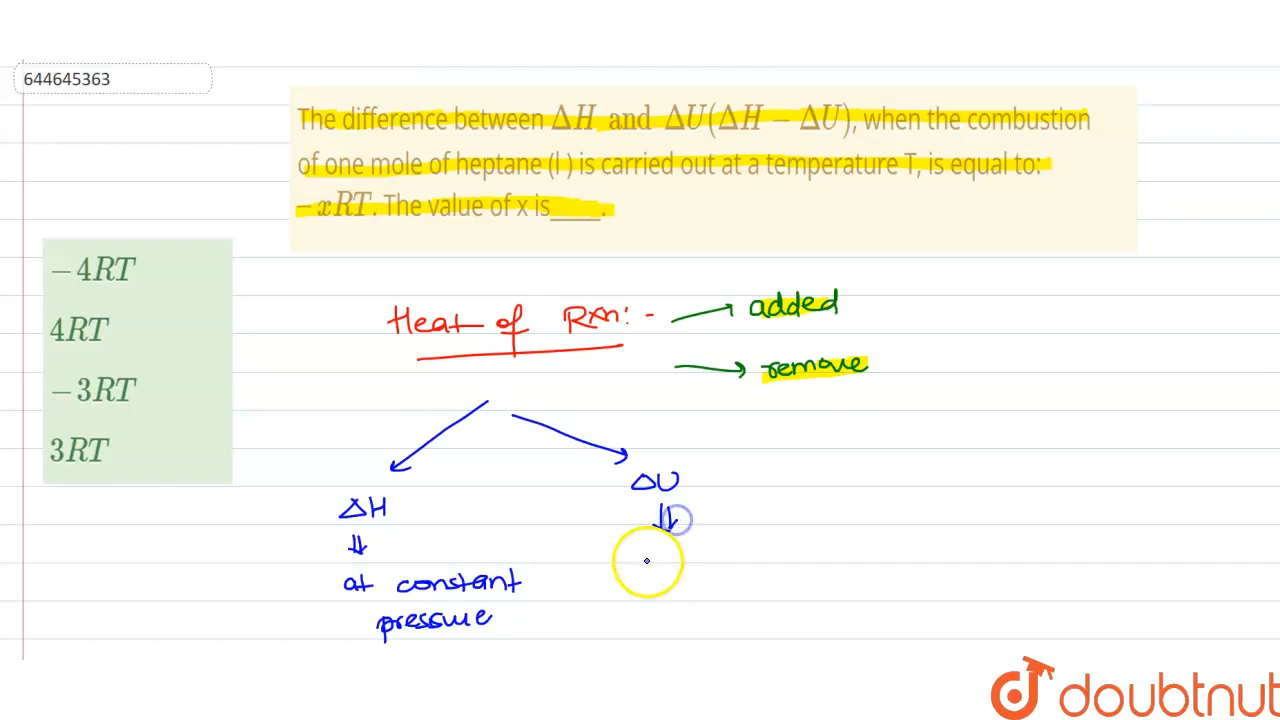 644645363
The difference between ΔH and ΔU(ΔH − ΔU), when the combustion
of one mole of heptane (l ) is carried out at a temperature T, is equal to:
−xRT. The value of x is____.
−4RT
4RT
−3RT
3RT
Heat of Rxn: - → added
→ remove
ΔH
⇓
at constant
pressure
ΔU
⇓
doubtnut